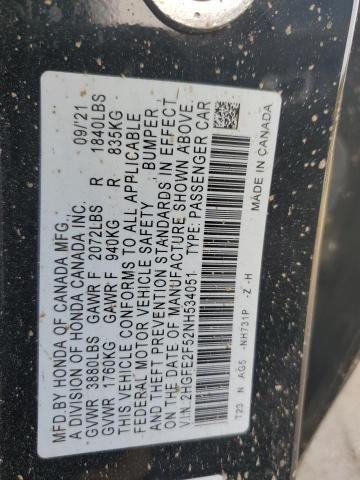 MFD.BY HONDA OF CANADA MFG. 09/21
A DIVISION OF HONDA CANADA INC.
GVWR 3880LBS GAWR F 2072LBS R 1840LBS
GVWR 1760KG GAWR F 940KG R 835KG
THIS VEHICLE CONFORMS TO ALL APPLICABLE
FEDERAL MOTOR VEHICLE SAFETY, BUMPER,
AND THEFT PREVENTION STANDARDS IN EFFECT
ON THE DATE OF MANUFACTURE SHOWN ABOVE.
V.I.N:2HGFE2F52NH534051 TYPE:PASSENGER CAR
T23 N AG5 -NH731P -Z -H MADE IN CANADA